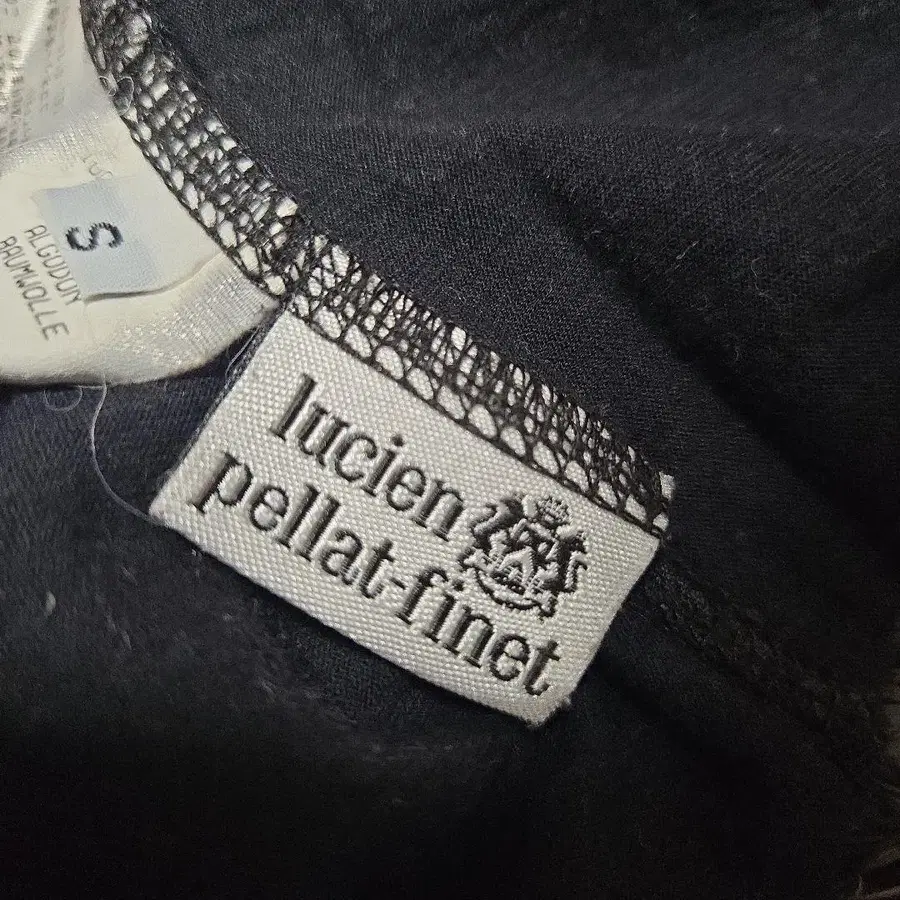 S
ALGODON
BAUMWOLLE
lucien
pellat-finet